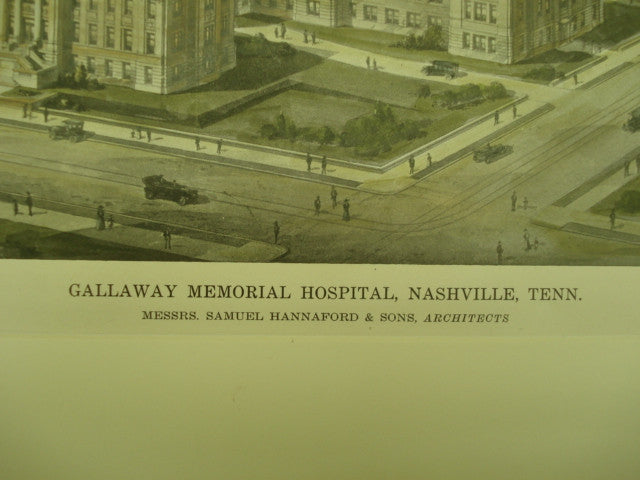 GALLAWAY MEMORIAL HOSPITAL, NASHVILLE, TENN.
MESSRS. SAMUEL HANNAFORD & SONS, ARCHITECTS